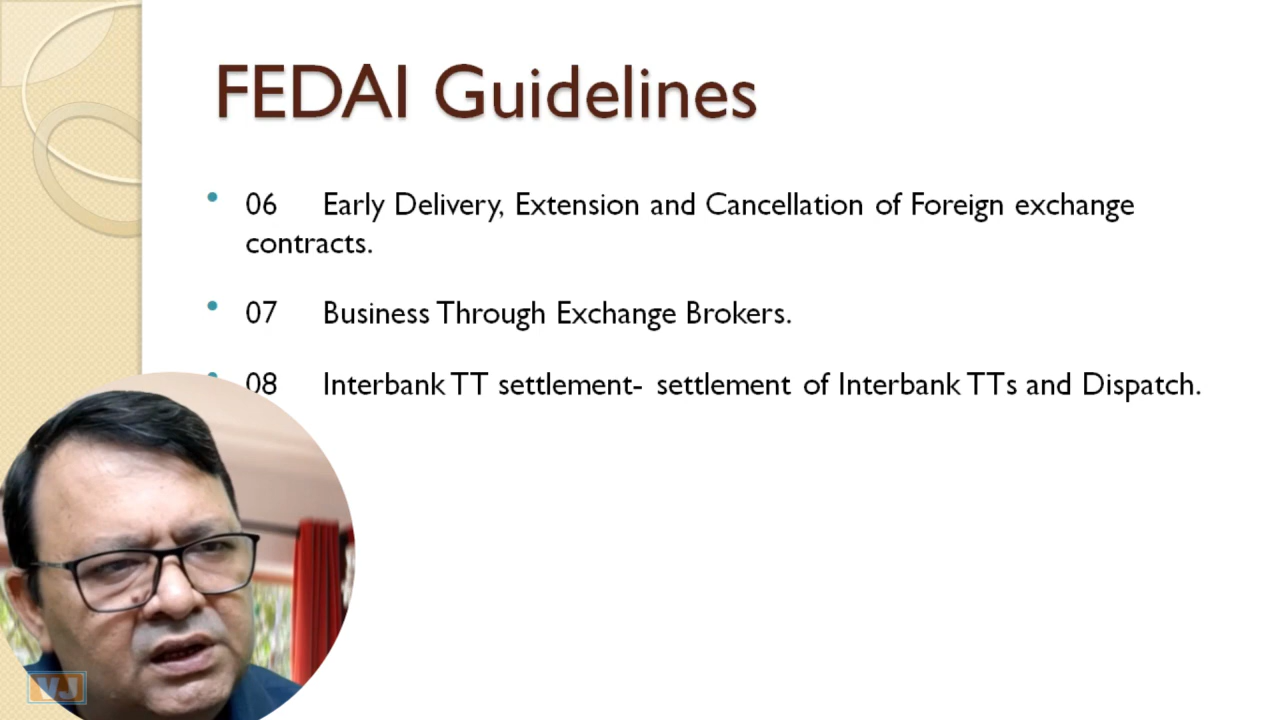 FEDAI Guidelines
• 06 Early Delivery, Extension and Cancellation of Foreign exchange
contracts.
• 07 Business Through Exchange Brokers.
• 08 Interbank TT settlement- settlement of Interbank TTs and Dispatch.
VJ